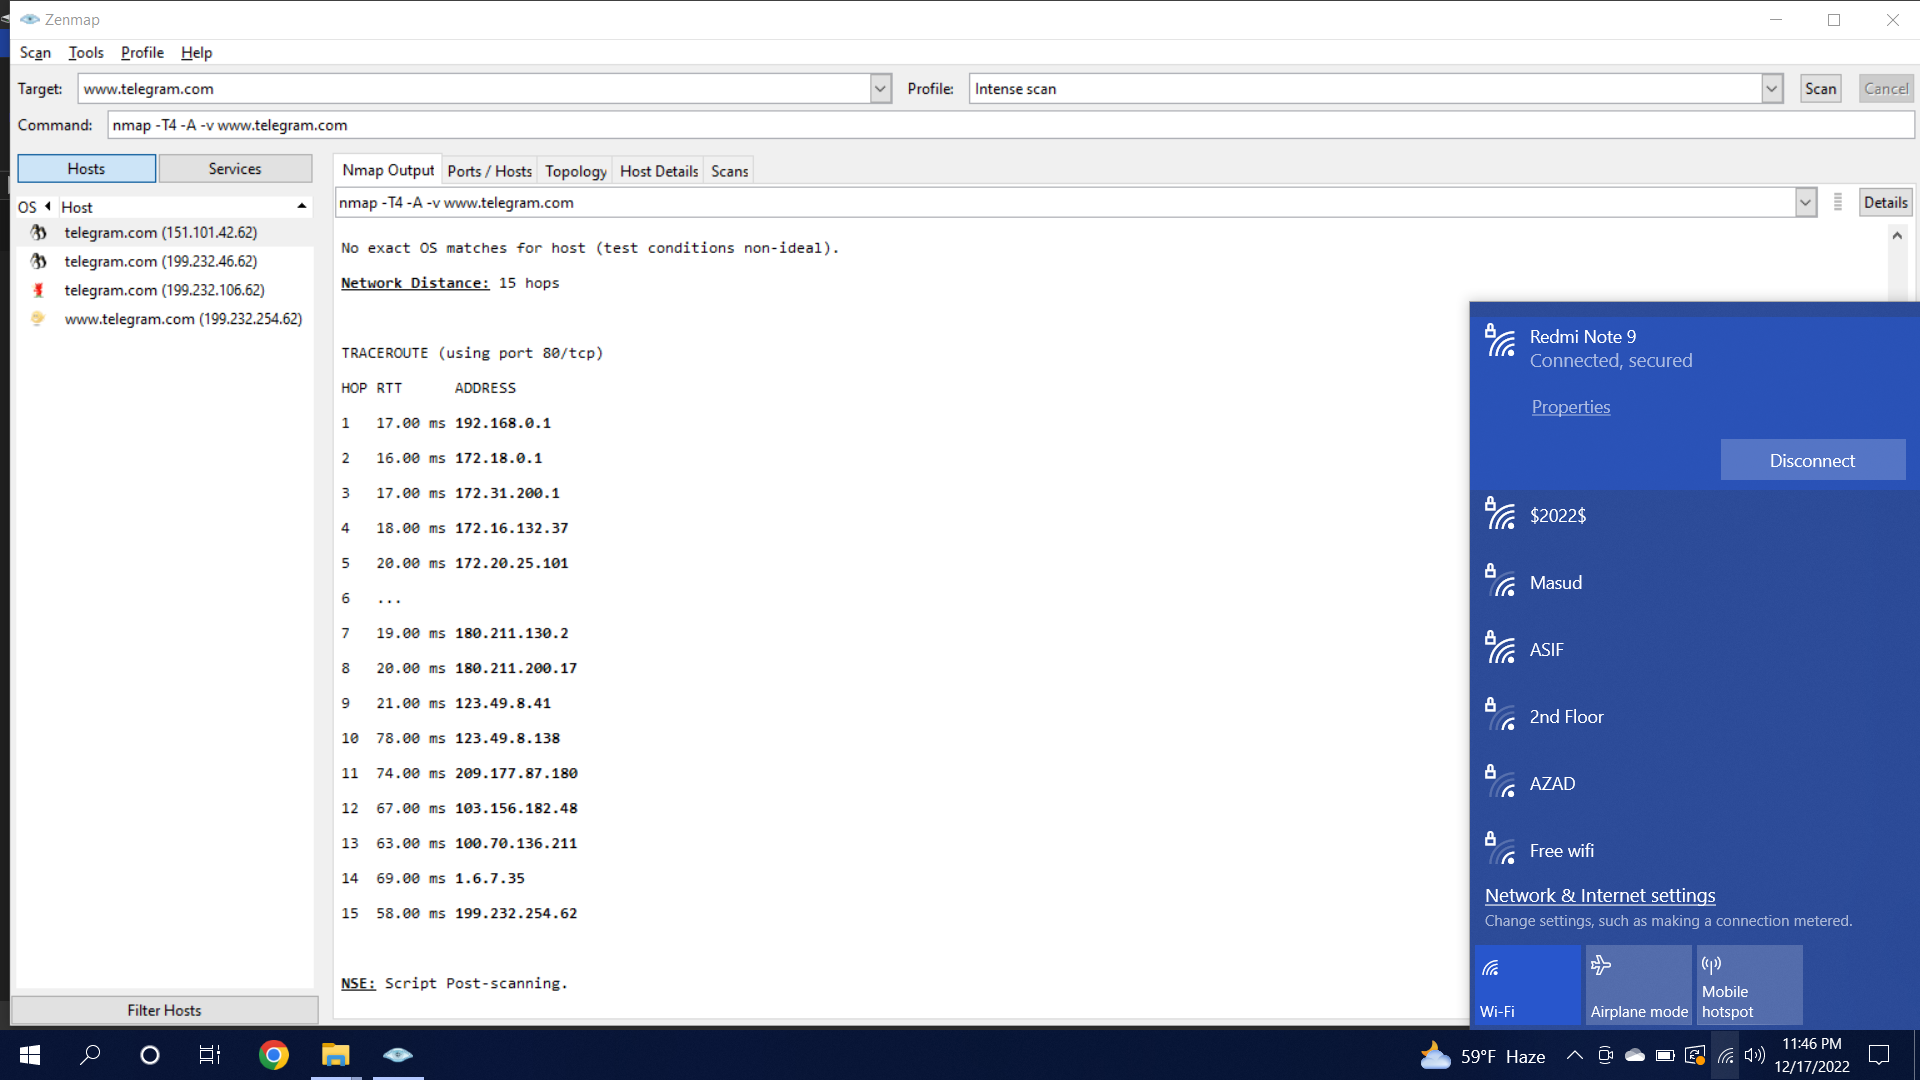 Zenmap
Scan Tools Profile Help
Target: www.telegram.com Profile: Intense scan Scan Cancel
Command: nmap -T4 -A -v www.telegram.com
Hosts Services
Nmap Output Ports / Hosts Topology Host Details Scans
nmap -T4 -A -v www.telegram.com Details
OS Host
telegram.com (151.101.42.62)
telegram.com (199.232.46.62)
telegram.com (199.232.106.62)
www.telegram.com (199.232.254.62)
Filter Hosts
No exact OS matches for host (test conditions non-ideal).
Network Distance: 15 hops
TRACEROUTE (using port 80/tcp)
HOP RTT ADDRESS
1 17.00 ms 192.168.0.1
2 16.00 ms 172.18.0.1
3 17.00 ms 172.31.200.1
4 18.00 ms 172.16.132.37
5 20.00 ms 172.20.25.101
6 ...
7 19.00 ms 180.211.130.2
8 20.00 ms 180.211.200.17
9 21.00 ms 123.49.8.41
10 78.00 ms 123.49.8.138
11 74.00 ms 209.177.87.180
12 67.00 ms 103.156.182.48
13 63.00 ms 100.70.136.211
14 69.00 ms 1.6.7.35
15 58.00 ms 199.232.254.62
NSE: Script Post-scanning.
Redmi Note 9
Connected, secured
Properties
Disconnect
$2022$
Masud
ASIF
2nd Floor
AZAD
Free wifi
Network & Internet settings
Change settings, such as making a connection metered.
Wi-Fi
Airplane mode
Mobile
hotspot
59°F Haze
11:46 PM
12/17/2022